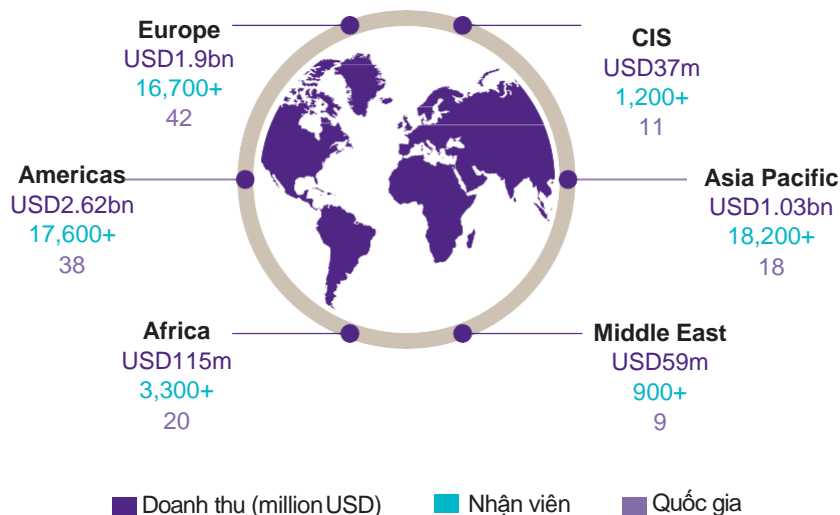 Europe
USD1.9bn
16,700+
42
CIS
USD37m
1,200+
11
Americas
USD2.62bn
17,600+
38
Asia Pacific
USD1.03bn
18,200+
18
Africa
USD115m
3,300+
20
Middle East
USD59m
900+
9
Doanh thu (million USD)
Nhận viên
Quốc gia